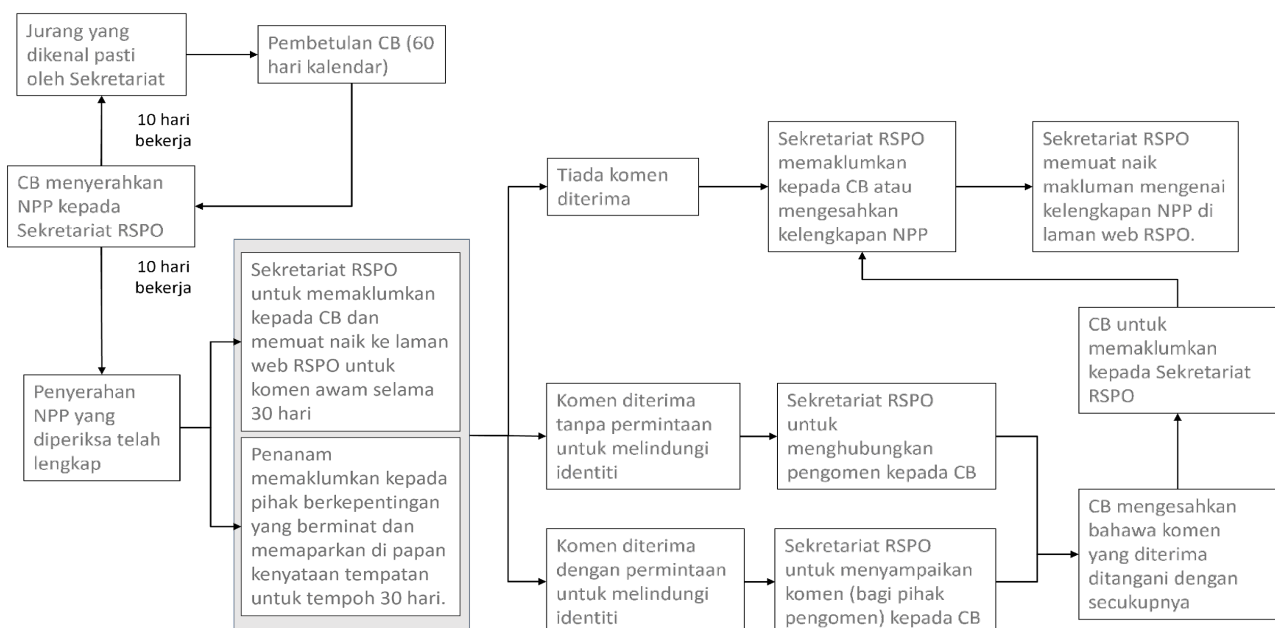 Jurang yang
dikenal pasti
oleh Sekretariat
Pembetulan CB (60
hari kalendar)
10 hari
bekerja
CB menyerahkan
NPP kepada
Sekretariat RSPO
10 hari
bekerja
Penyerahan
NPP yang
diperiksa telah
lengkap
Sekretariat RSPO
untuk memaklumkan
kepada CB dan
memuat naik ke laman
web RSPO untuk
komen awam selama
30 hari
Penanam
memaklumkan kepada
pihak berkepentingan
yang berminat dan
memaparkan di papan
kenyataan tempatan
untuk tempoh 30 hari.
Tiada komen
diterima
Sekretariat RSPO
memaklumkan
kepada CB atau
mengesahkan
kelengkapan NPP
Sekretariat RSPO
memuat naik
makluman mengenai
kelengkapan NPP di
laman web RSPO.
Komen diterima
tanpa permintaan
untuk melindungi
identiti
Sekretariat RSPO
untuk
menghubungkan
pengomen kepada CB
Komen diterima
dengan permintaan
untuk melindungi
identiti
Sekretariat RSPO
untuk menyampaikan
komen (bagi pihak
pengomen) kepada CB
CB untuk
memaklumkan
kepada Sekretariat
RSPO
CB mengesahkan
bahawa komen
yang diterima
ditangani dengan
secukupnya